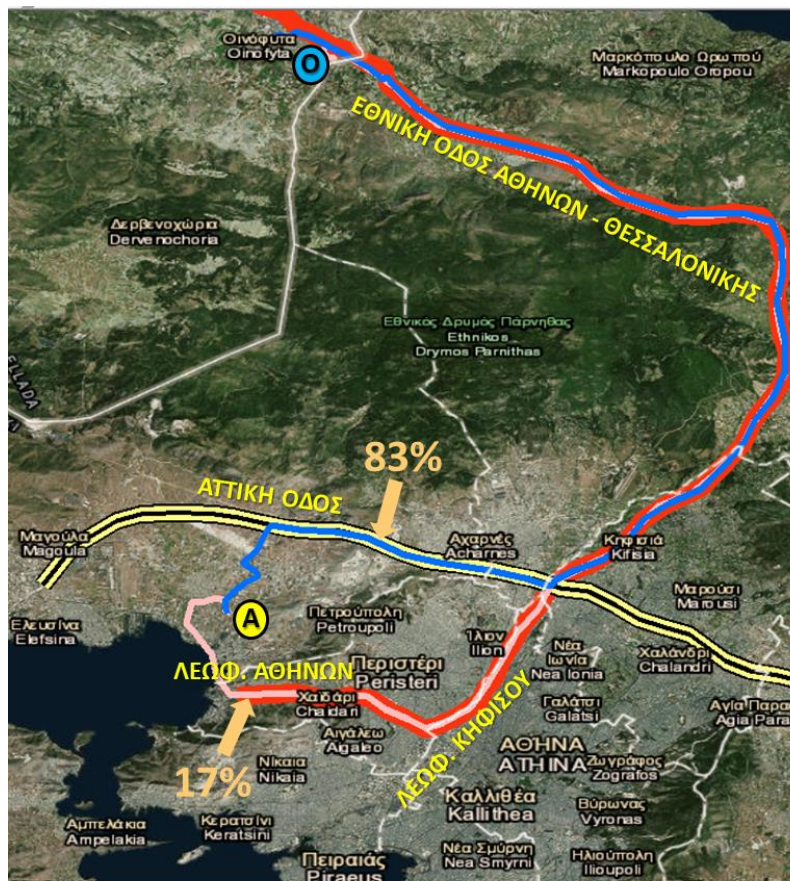 Οινόφυτα
Oinofyta
O
Μαρκόπουλο Ωρωπού
Markopoulo Oropou
ΕΘΝΙΚΗ ΟΔΟΣ ΑΘΗΝΩΝ - ΘΕΣΣΑΛΟΝΙΚΗΣ
Δερβενοχώρια
Dervenochoria
Εθνικός Δρυμός Πάρνηθας
Ethnikos
Drymos Parnithas
ELLADA
83%
ΑΤΤΙΚΗ ΟΔΟΣ
Μαγούλα
Magoula
Αχαρνές
Acharnes
Κηφισιά
Kifisia
Μαρούσι
Marousi
Ελευσίνα
Elefsina
A
Πετρούπολη
Petroupoli
Ίλιον
Ilion
Νέα
Ιωνία
Nea Ionia
Χαλάνδρι
Chalandri
ΛΕΩΦ. ΑΘΗΝΩΝ
Περιστέρι
Peristeri
Χαϊδάρι
Chaidari
Γαλάτσι
Galatsi
Αγία Παρα
Agia Para
Αιγάλεω
Aigaleo
ΛΕΩΦ. ΚΗΦΙΣΟΥ
17%
Νίκαια
Nikaia
ΑΘΉΝΑ
ATHINA
Ζωγράφος
Zografos
Καλλιθέα
Kallithea
Βύρωνας
Vyronas
Αμπελάκια
Ampelakia
Κερατσίνι
Keratsini
Πειραιάς
Piraeus
Νέα Σμύρνη
Nea Smyrni
Ηλιούπολη
Ilioupoli